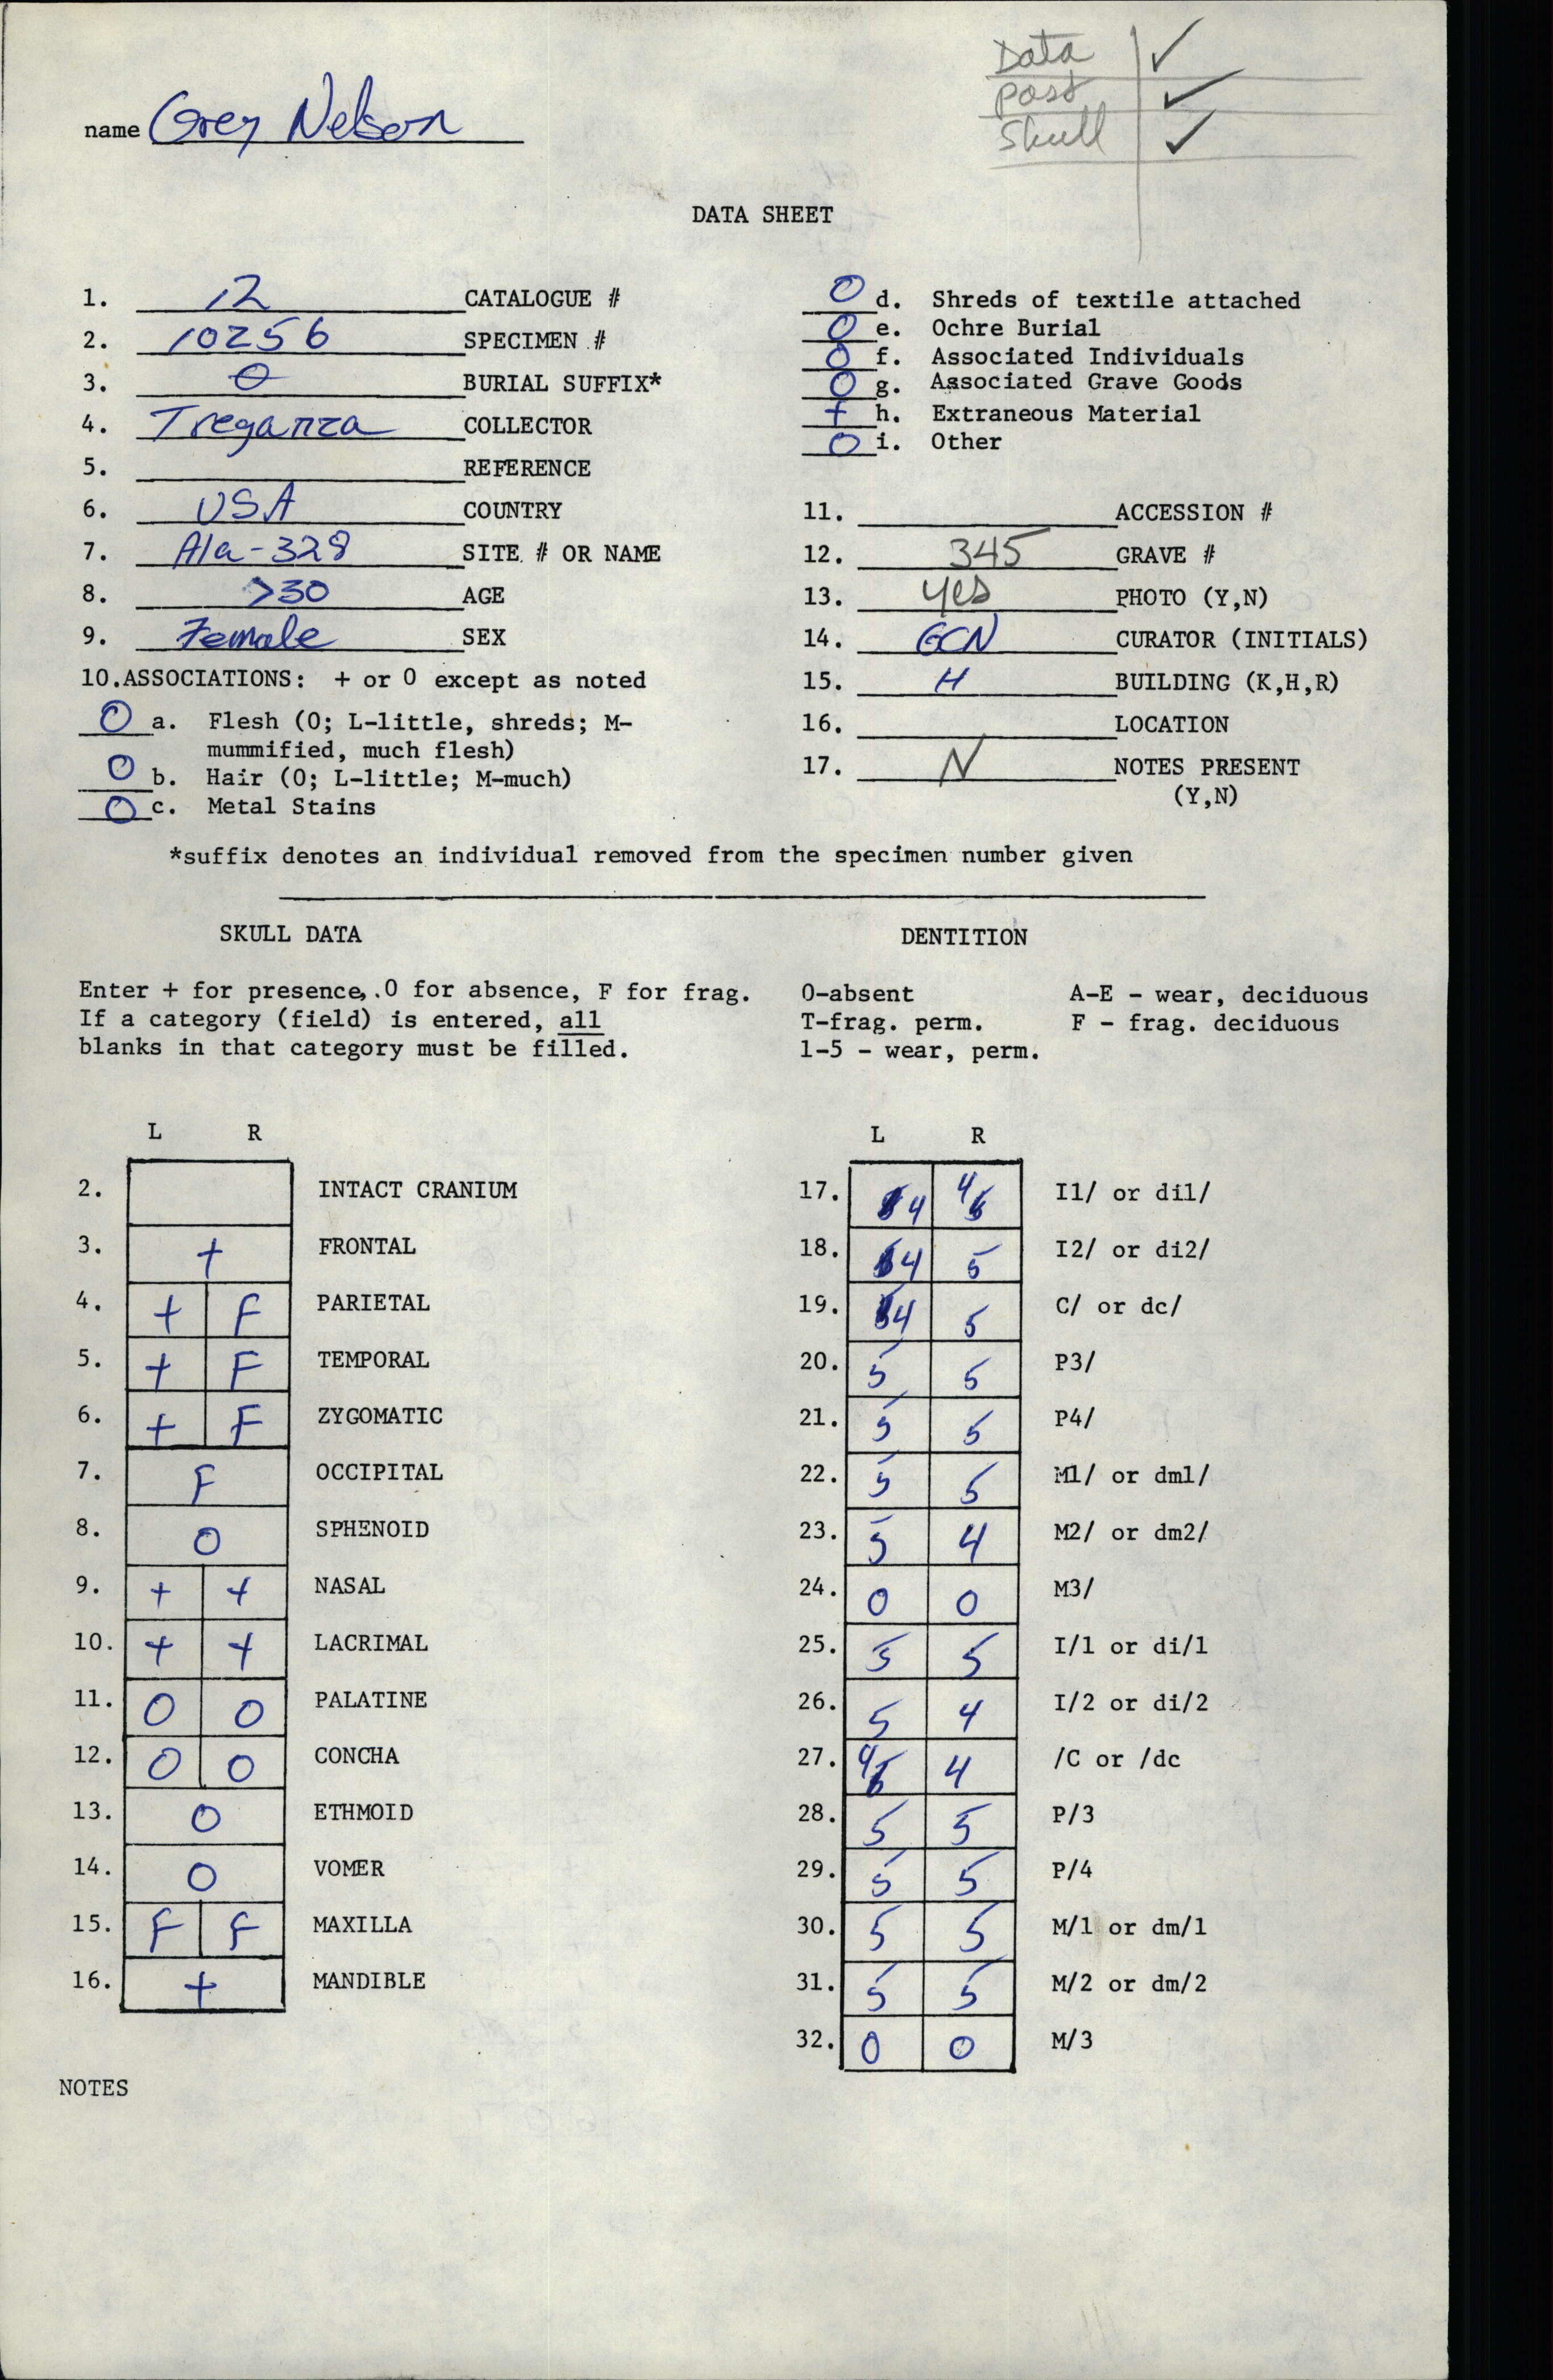 Data ✓
post ✓
Skull ✓
name Greg Nelson
DATA SHEET
1. 12 CATALOGUE #
2. 10256 SPECIMEN #
3. 0 BURIAL SUFFIX*
4. Treganza COLLECTOR
5. REFERENCE
6. USA COUNTRY
7. Ala-328 SITE # OR NAME
8. >30 AGE
9. Female SEX
10.ASSOCIATIONS: + or 0 except as noted
0 a. Flesh (0; L-little, shreds; M-
mummified, much flesh)
0 b. Hair (0; L-little; M-much)
0 c. Metal Stains
0 d. Shreds of textile attached
0 e. Ochre Burial
0 f. Associated Individuals
0 g. Associated Grave Goods
+ h. Extraneous Material
0 i. Other
11. ACCESSION #
12. 345 GRAVE #
13. yes PHOTO (Y,N)
14. GCN CURATOR (INITIALS)
15. H BUILDING (K,H,R)
16. LOCATION
17. N NOTES PRESENT
(Y,N)
*suffix denotes an individual removed from the specimen number given
SKULL DATA
Enter + for presence, .0 for absence, F for frag.
If a category (field) is entered, all
blanks in that category must be filled.
L R
2. INTACT CRANIUM
3. + FRONTAL
4. + F PARIETAL
5. + F TEMPORAL
6. + F ZYGOMATIC
7. F OCCIPITAL
8. 0 SPHENOID
9. + + NASAL
10. + + LACRIMAL
11. 0 0 PALATINE
12. 0 0 CONCHA
13. 0 ETHMOID
14. 0 VOMER
15. F F MAXILLA
16. + MANDIBLE
NOTES
DENTITION
0-absent A-E - wear, deciduous
T-frag. perm. F - frag. deciduous
1-5 - wear, perm.
L R
17. 4 4 I1/ or di1/
18. 4 5 I2/ or di2/
19. 4 5 C/ or dc/
20. 5 5 P3/
21. 5 5 P4/
22. 5 5 M1/ or dm1/
23. 5 4 M2/ or dm2/
24. 0 0 M3/
25. 5 5 I/1 or di/1
26. 5 4 I/2 or di/2
27. 4 4 /C or /dc
28. 5 5 P/3
29. 5 5 P/4
30. 5 5 M/1 or dm/1
31. 5 5 M/2 or dm/2
32. 0 0 M/3